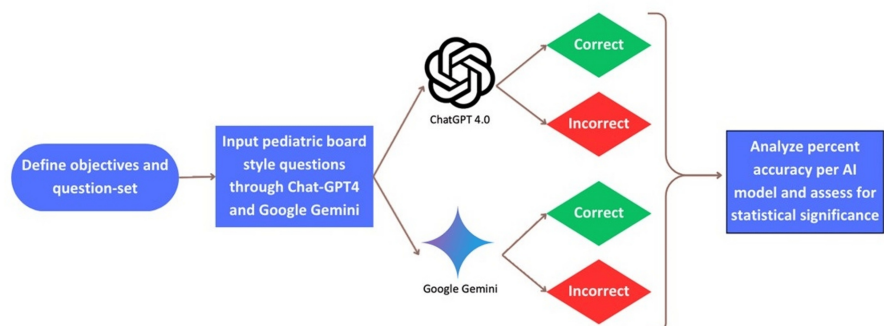 Define objectives and
question-set
Input pediatric board
style questions
through Chat-GPT4
and Google Gemini
ChatGPT 4.0
Correct
Incorrect
Google Gemini
Correct
Incorrect
Analyze percent
accuracy per AI
model and assess for
statistical significance